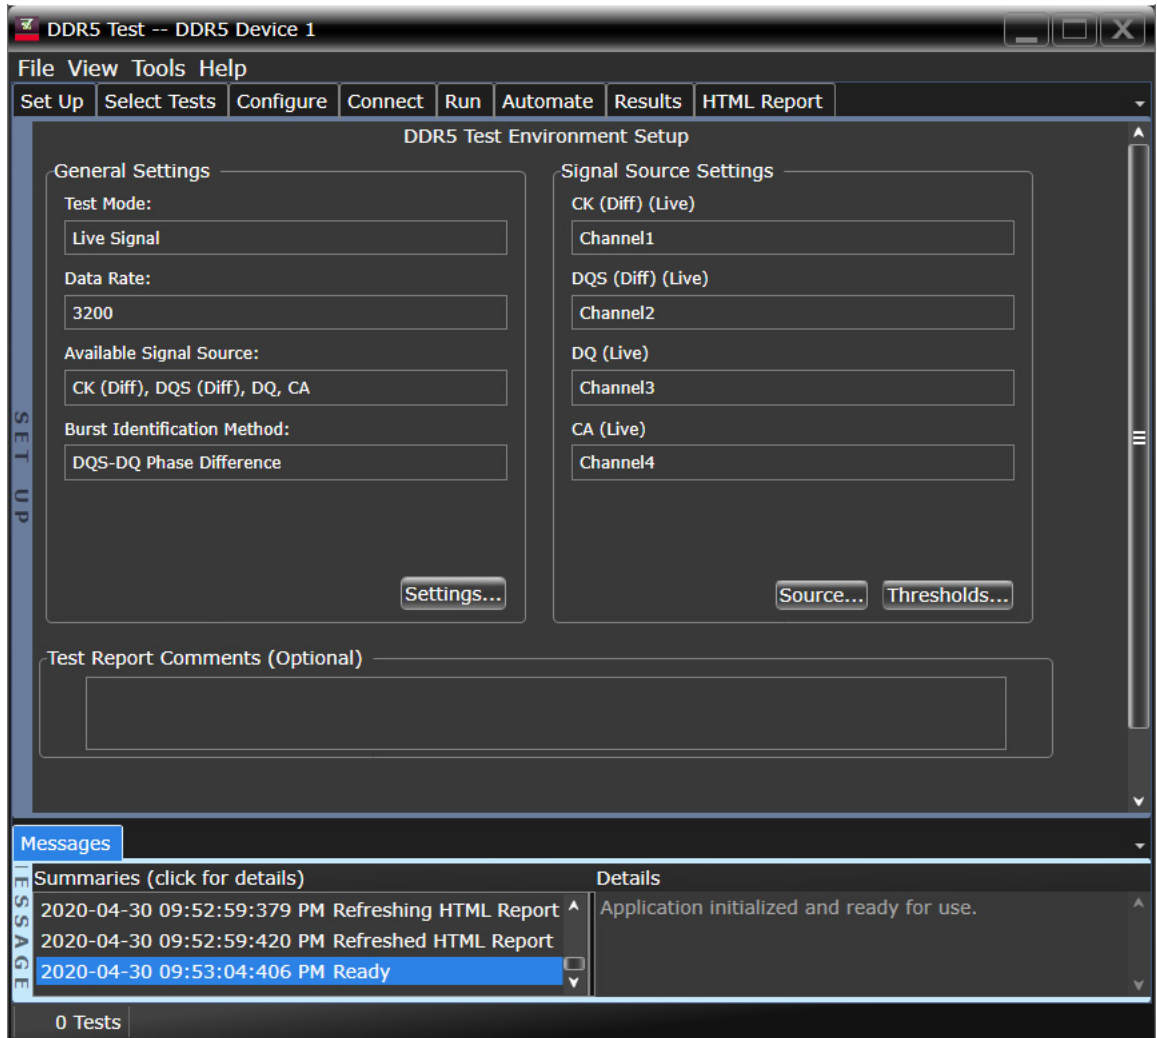 DDR5 Test -- DDR5 Device 1
File View Tools Help
Set Up Select Tests Configure Connect Run Automate Results HTML Report
DDR5 Test Environment Setup
General Settings
Test Mode:
Live Signal
Data Rate:
3200
Available Signal Source:
CK (Diff), DQS (Diff), DQ, CA
Burst Identification Method:
DQS-DQ Phase Difference
Settings...
Signal Source Settings
CK (Diff) (Live)
Channel1
DQS (Diff) (Live)
Channel2
DQ (Live)
Channel3
CA (Live)
Channel4
Source... Thresholds...
SET UP
Test Report Comments (Optional)
Messages
Summaries (click for details)
2020-04-30 09:52:59:379 PM Refreshing HTML Report
2020-04-30 09:52:59:420 PM Refreshed HTML Report
2020-04-30 09:53:04:406 PM Ready
Details
Application initialized and ready for use.
ESSAGE
0 Tests